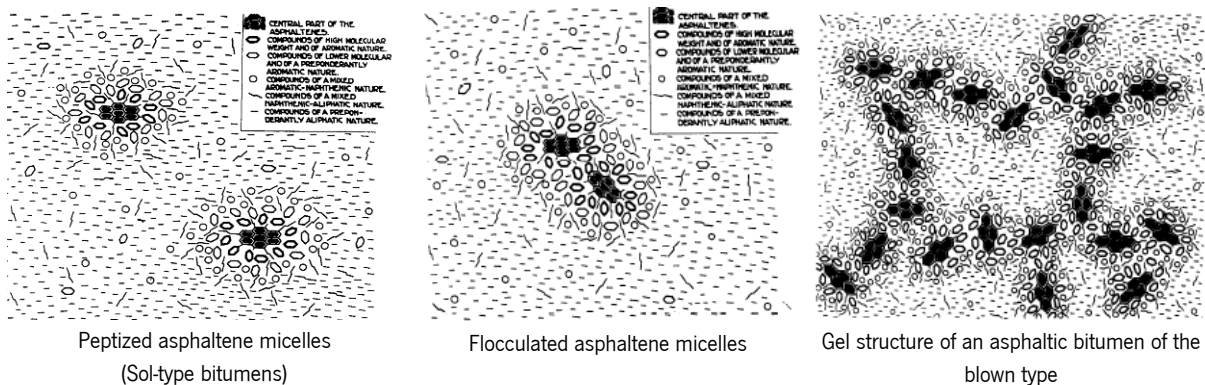 CENTRAL PART OF THE
ASPHALTENES.
COMPOUNDS OF HIGH MOLECULAR
WEIGHT AND OF AROMATIC NATURE.
COMPOUNDS OF LOWER MOLECULAR
AND OF A PREPONDERANTLY
AROMATIC NATURE.
COMPOUNDS OF A MIXED
AROMATIC-NAPHTHENIC NATURE.
COMPOUNDS OF A MIXED
NAPHTHENIC-ALIPHATIC NATURE.
COMPOUNDS OF A PREPON-
DERANTLY ALIPHATIC NATURE.
CENTRAL PART OF THE
ASPHALTENES.
COMPOUNDS OF HIGH MOLECULAR
WEIGHT AND OF AROMATIC NATURE.
COMPOUNDS OF LOWER MOLECULAR
AND OF A PREPONDERANTLY
AROMATIC NATURE.
COMPOUNDS OF A MIXED
AROMATIC-NAPHTHENIC NATURE.
COMPOUNDS OF A MIXED
NAPHTHENIC-ALIPHATIC NATURE.
COMPOUNDS OF A PREPON-
DERANTLY ALIPHATIC NATURE.
Peptized asphaltene micelles
(Sol-type bitumens)
Flocculated asphaltene micelles
Gel structure of an asphaltic bitumen of the
blown type